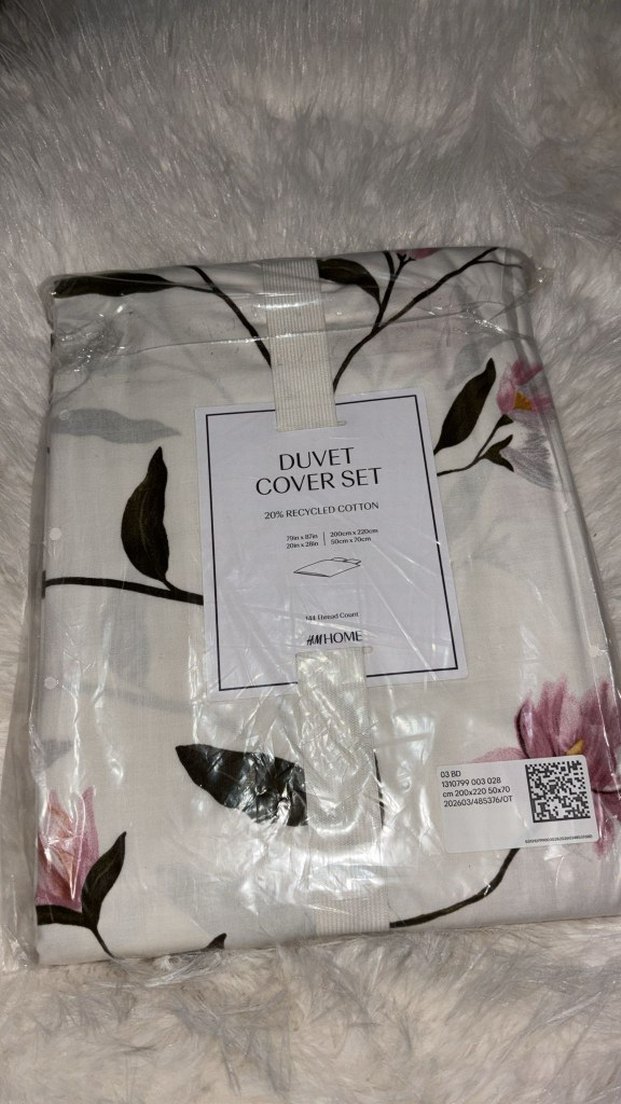 DUVET
COVER SET
20% RECYCLED COTTON
79in x 87in | 200cm x 220cm
20in x 28in | 50cm x 70cm
144 Thread Count
H&M HOME
03 BD
1310799 003 028
cm 200x220 50x70
202603/485376/OT